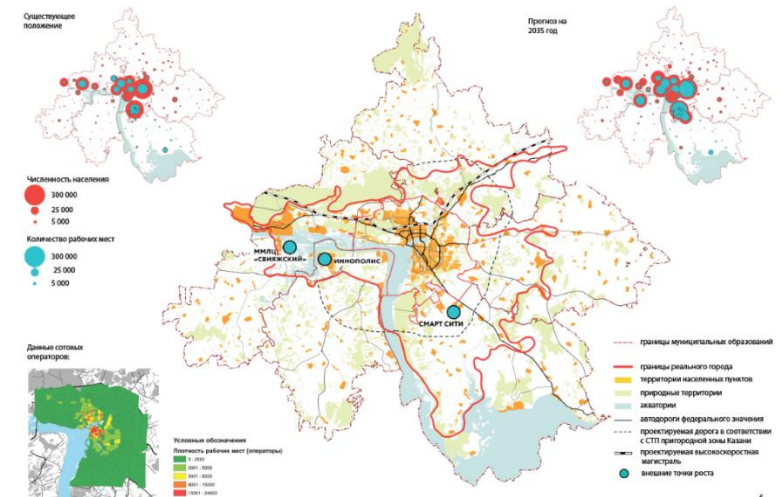 Существующее
положение
Прогноз на
2035 год
Численность населения
300 000
25 000
5 000
Количество рабочих мест
300 000
25 000
5 000
ММЛЦ
«СВИЯЖСКИЙ»
ИННОПОЛИС
СМАРТ СИТИ
Данные сотовых
операторов:
Условные обозначения
Плотность рабочих мест (операторы)
границы муниципальных образований
границы реального города
территории населенных пунктов
природные территории
акватории
автодороги федерального значения
проектируемая дорога в соответствии
с СТП пригородной зоны Казани
проектируемая высокоскоростная
магистраль
внешние точки роста